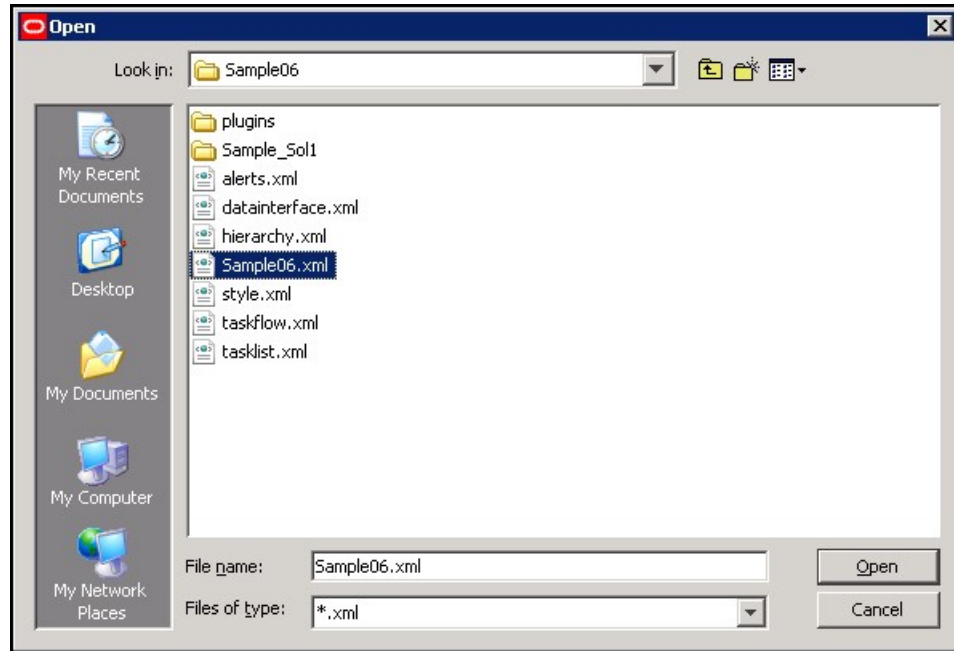 Open
Look in: Sample06
My Recent
Documents
Desktop
My Documents
My Computer
My Network
Places
plugins
Sample_Sol1
alerts.xml
datainterface.xml
hierarchy.xml
Sample06.xml
style.xml
taskflow.xml
tasklist.xml
File name: Sample06.xml Open
Files of type: *.xml Cancel